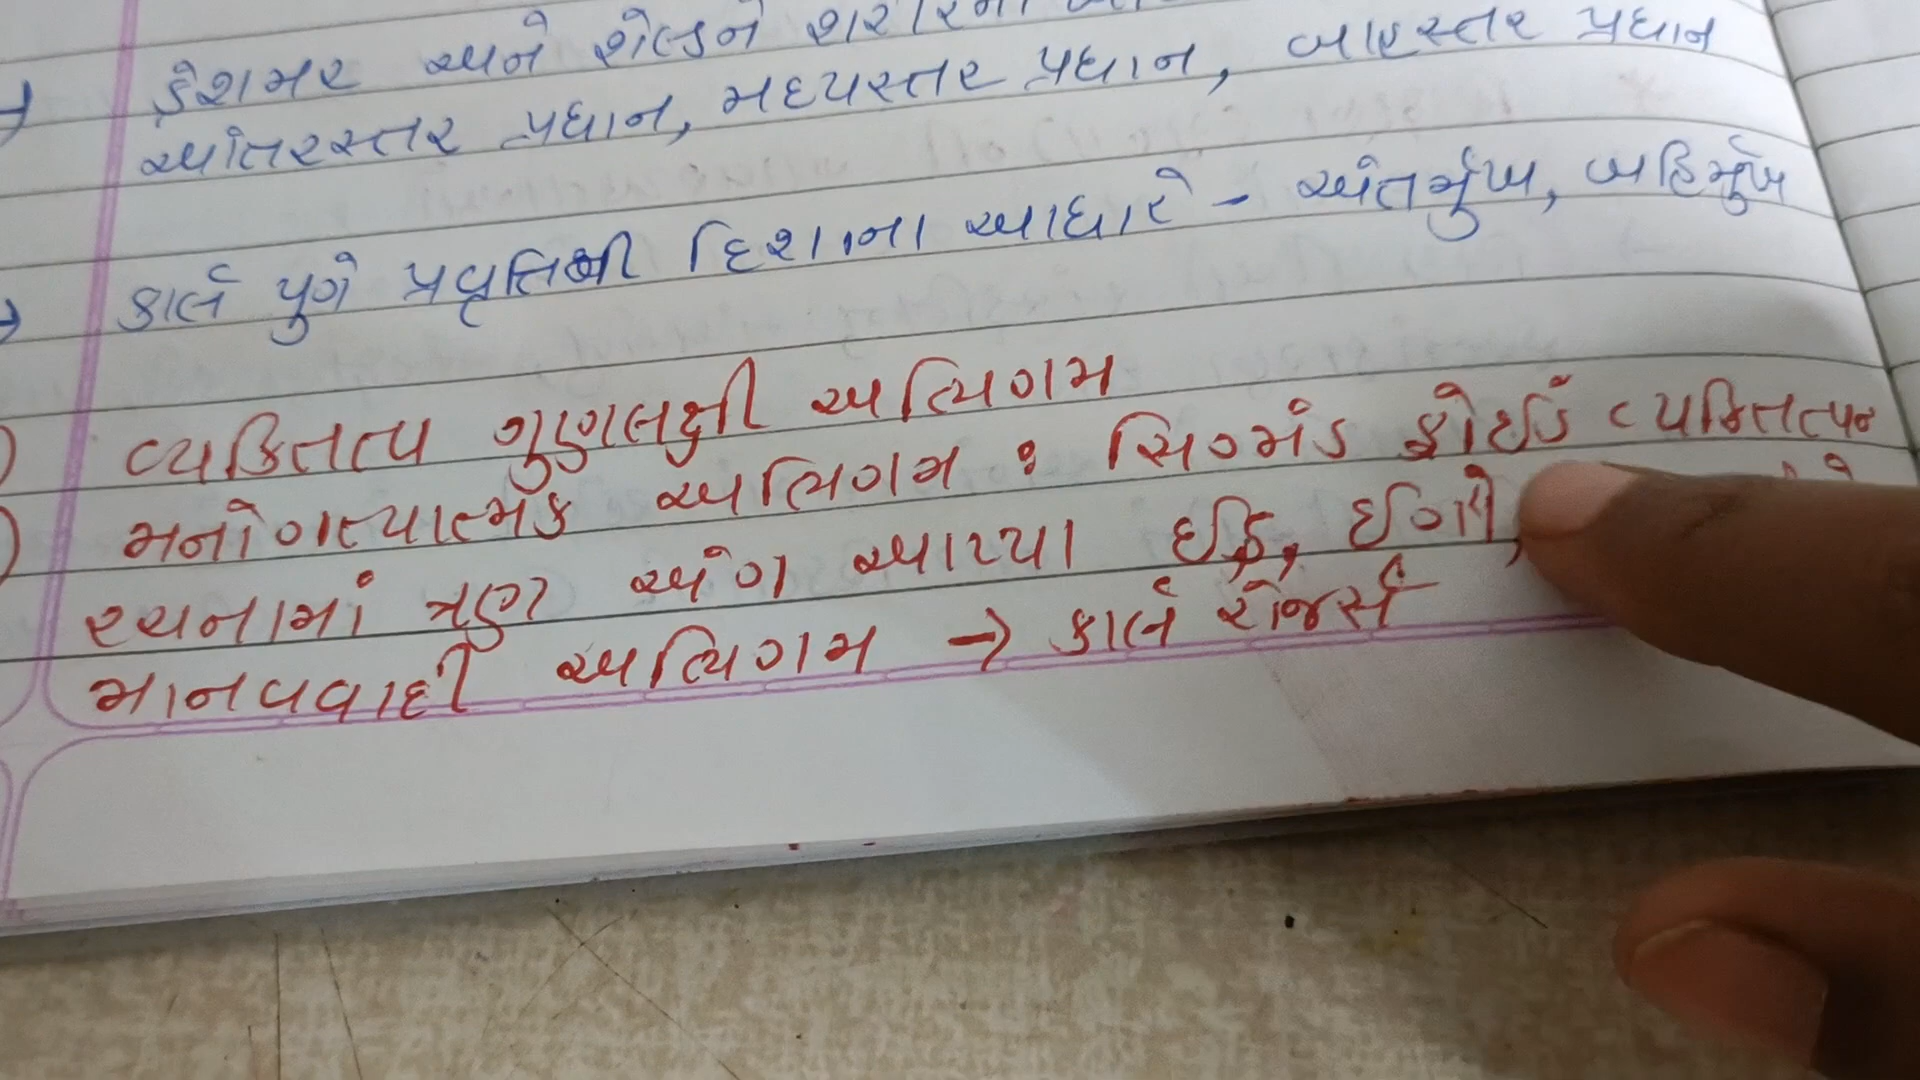 ક્રેશમર અને શેલ્ડને શરીરના
આંતરસ્તર પ્રધાન, મધ્યસ્તર પ્રધાન, બાહ્યસ્તર પ્રધાન
કાર્લ યુગે પ્રવૃત્તિની દિશાના આધારે - અંતર્મુખ, બહિર્મુખ
વ્યક્તિત્વ ગુણલક્ષી અભિગમ
મનોગત્યાત્મક અભિગમ : સિગ્મંડ ફ્રોઈડે વ્યક્તિત્વન
રચનામાં ત્રણ અંગ આપ્યા ઈડ્, ઈગો,
માનવવાદી અભિગમ → કાર્લ રોજર્સ